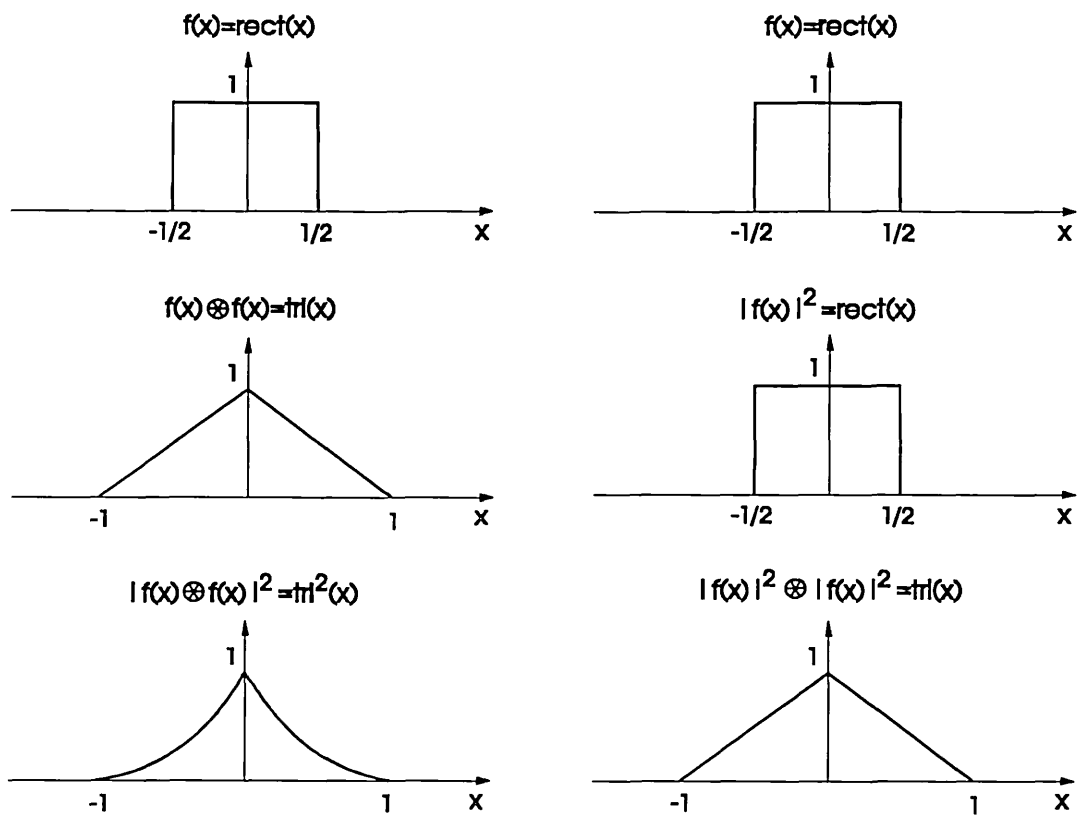 f(x)=rect(x)
1
-1/2
1/2
x
f(x)=rect(x)
1
-1/2
1/2
x
f(x)⊛f(x)=tri(x)
1
-1
1
x
|f(x)|²=rect(x)
1
-1/2
1/2
x
|f(x)⊛f(x)|²=tri²(x)
1
-1
1
x
|f(x)|²⊛|f(x)|²=tri(x)
1
-1
1
x